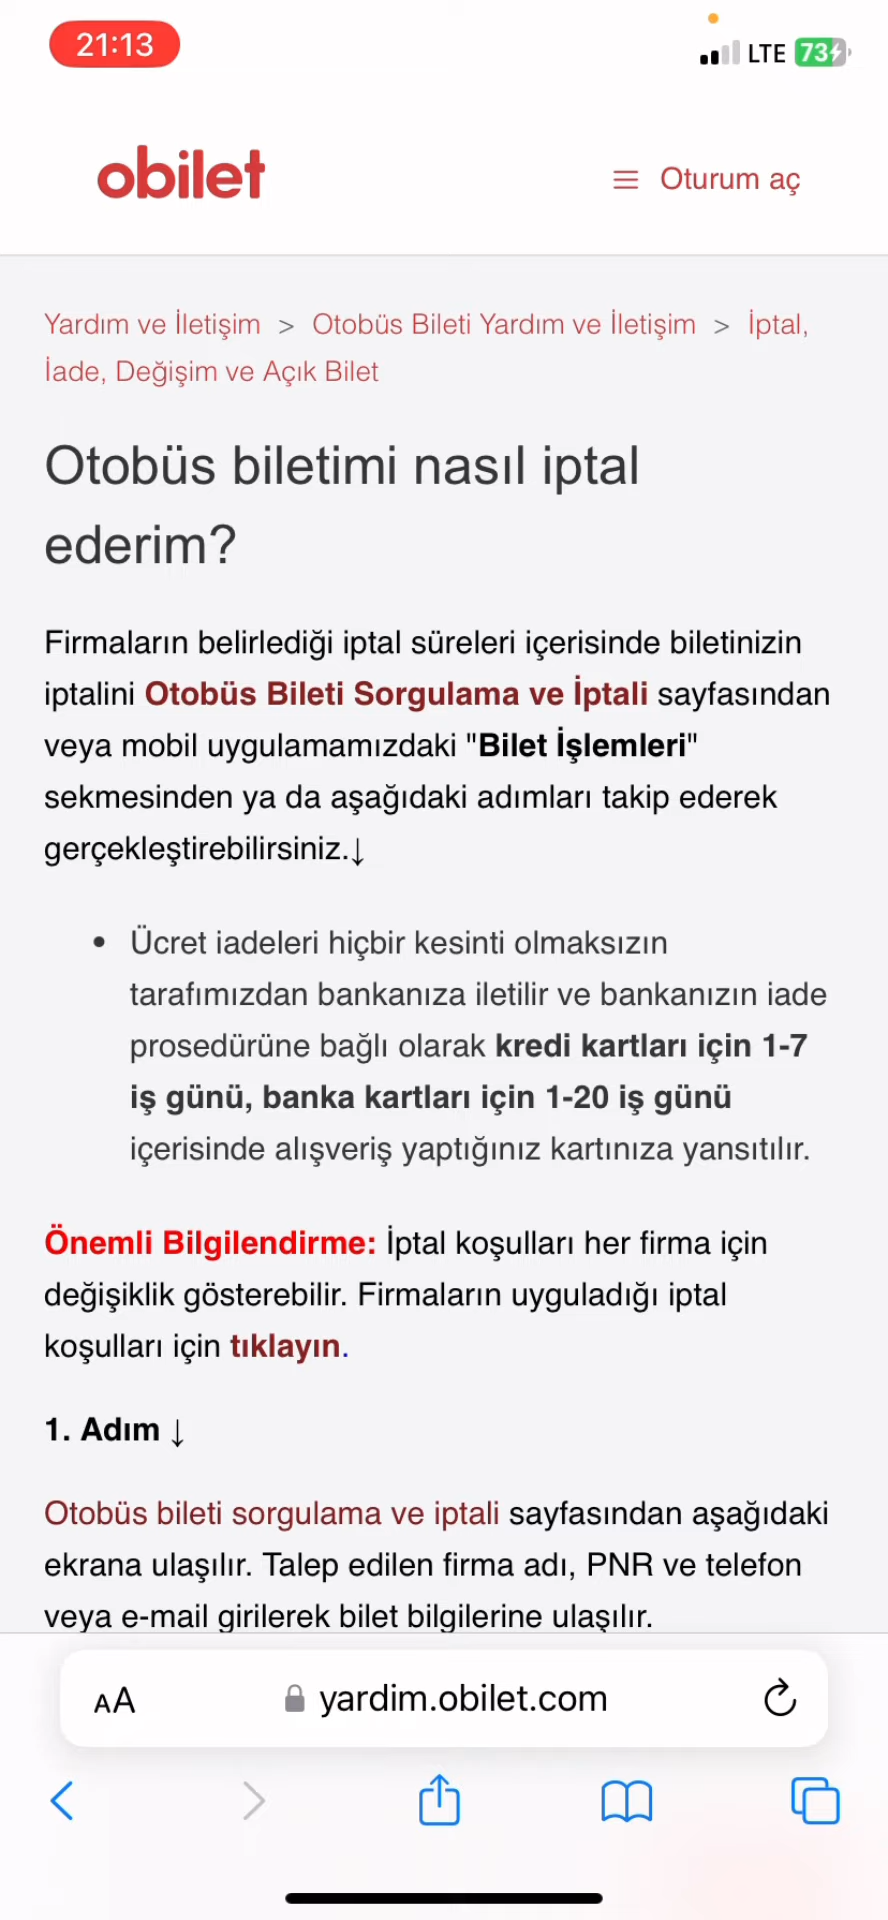 21:13
LTE 73
obilet
Oturum aç
Yardım ve İletişim > Otobüs Bileti Yardım ve İletişim > İptal,
İade, Değişim ve Açık Bilet
Otobüs biletimi nasıl iptal
ederim?
Firmaların belirlediği iptal süreleri içerisinde biletinizin
iptalini Otobüs Bileti Sorgulama ve İptali sayfasından
veya mobil uygulamamızdaki "Bilet İşlemleri"
sekmesinden ya da aşağıdaki adımları takip ederek
gerçekleştirebilirsiniz.↓
• Ücret iadeleri hiçbir kesinti olmaksızın
tarafımızdan bankanıza iletilir ve bankanızın iade
prosedürüne bağlı olarak kredi kartları için 1-7
iş günü, banka kartları için 1-20 iş günü
içerisinde alışveriş yaptığınız kartınıza yansıtılır.
Önemli Bilgilendirme: İptal koşulları her firma için
değişiklik gösterebilir. Firmaların uyguladığı iptal
koşulları için tıklayın.
1. Adım ↓
Otobüs bileti sorgulama ve iptali sayfasından aşağıdaki
ekrana ulaşılır. Talep edilen firma adı, PNR ve telefon
veya e-mail girilerek bilet bilgilerine ulaşılır.
AA yardim.obilet.com